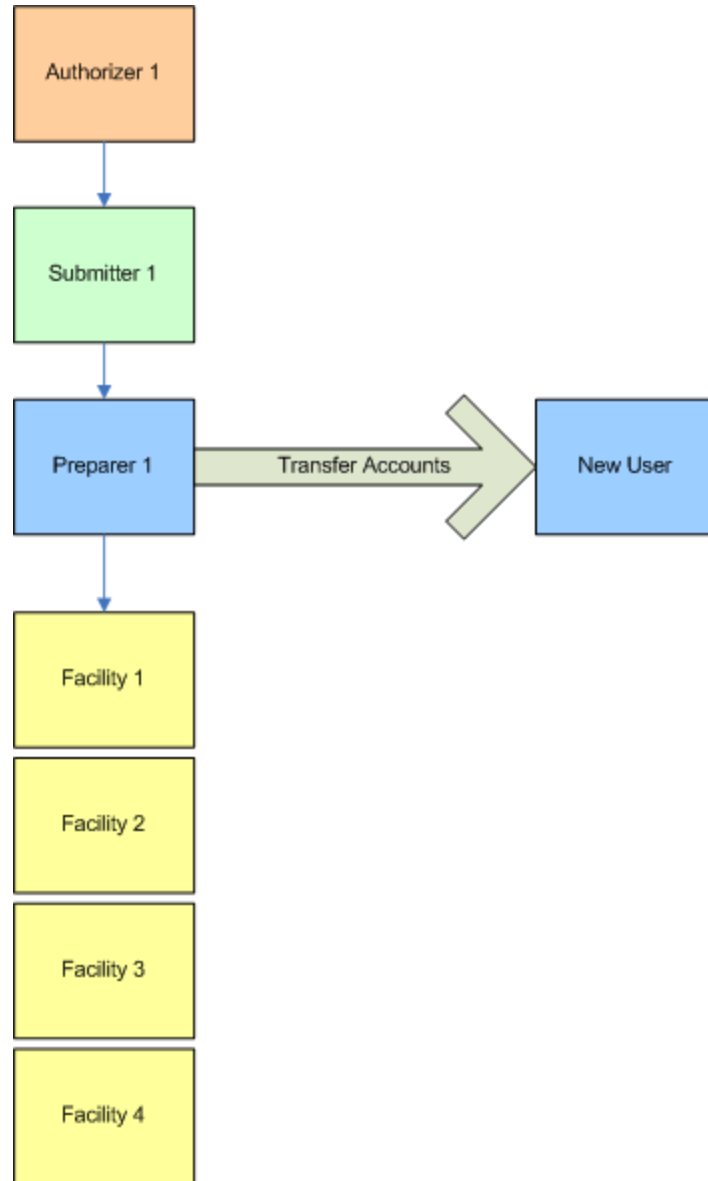 Authorizer 1
Submitter 1
Preparer 1
Transfer Accounts
New User
Facility 1
Facility 2
Facility 3
Facility 4